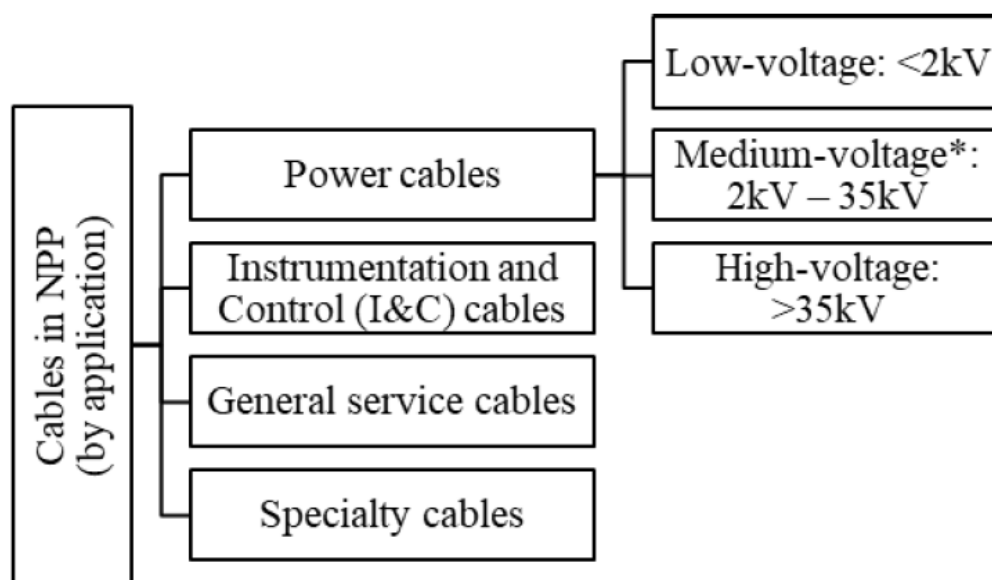 Cables in NPP
(by application)
Power cables
Instrumentation and
Control (I&C) cables
General service cables
Specialty cables
Low-voltage: <2kV
Medium-voltage*:
2kV – 35kV
High-voltage:
>35kV